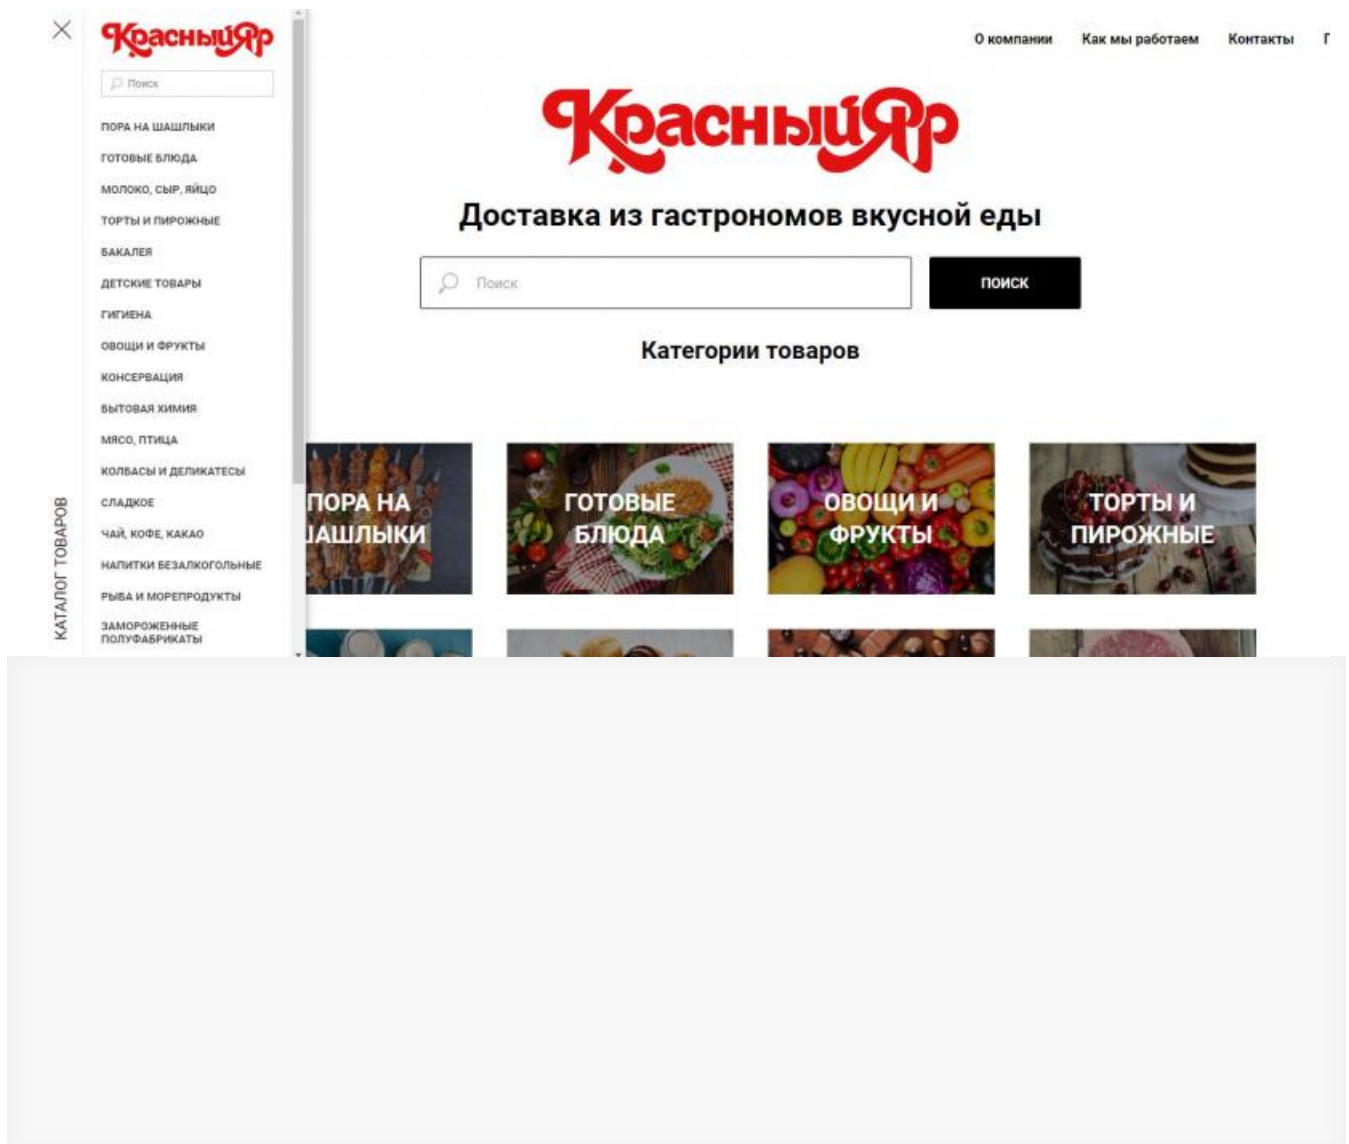 КрасныйЯр
Поиск
ПОРА НА ШАШЛЫКИ
ГОТОВЫЕ БЛЮДА
МОЛОКО, СЫР, ЯЙЦО
ТОРТЫ И ПИРОЖНЫЕ
БАКАЛЕЯ
ДЕТСКИЕ ТОВАРЫ
ГИГИЕНА
ОВОЩИ И ФРУКТЫ
КОНСЕРВАЦИЯ
БЫТОВАЯ ХИМИЯ
МЯСО, ПТИЦА
КОЛБАСЫ И ДЕЛИКАТЕСЫ
СЛАДКОЕ
ЧАЙ, КОФЕ, КАКАО
НАПИТКИ БЕЗАЛКОГОЛЬНЫЕ
РЫБА И МОРЕПРОДУКТЫ
ЗАМОРОЖЕННЫЕ
ПОЛУФАБРИКАТЫ
КАТАЛОГ ТОВАРОВ
О компании Как мы работаем Контакты
КрасныйЯр
Доставка из гастрономов вкусной еды
Поиск ПОИСК
Категории товаров
ПОРА НА
АШЛЫКИ
ГОТОВЫЕ
БЛЮДА
ОВОЩИ И
ФРУКТЫ
ТОРТЫ И
ПИРОЖНЫЕ